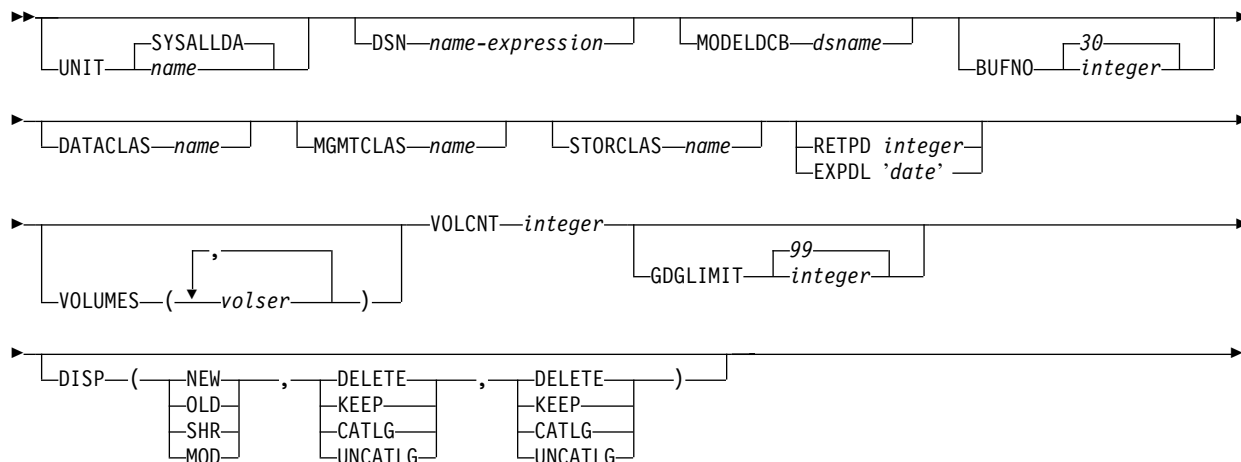 SYSALLDA
UNIT name
DSN name-expression
MODELDCB dsname
30
BUFNO integer
DATACLAS name
MGMTCLAS name
STORCLAS name
RETPD integer
EXPDL 'date'
,
VOLUMES ( volser )
VOLCNT integer
99
GDGLIMIT integer
DISP ( NEW , DELETE , DELETE )
OLD KEEP KEEP
SHR CATLG CATLG
MOD UNCATLG UNCATLG